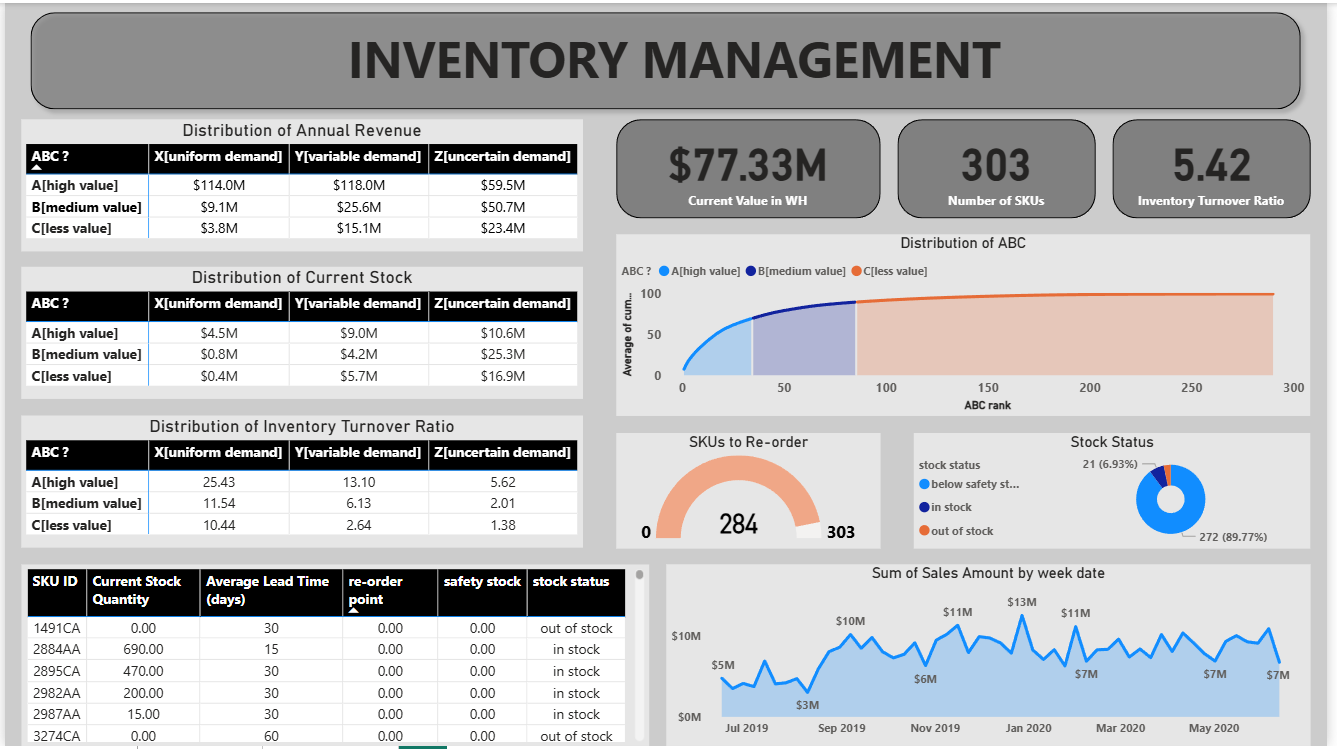 INVENTORY MANAGEMENT
Distribution of Annual Revenue
ABC ? X[uniform demand] Y[variable demand] Z[uncertain demand]
A[high value] $114.0M $118.0M $59.5M
B[medium value] $9.1M $25.6M $50.7M
C[less value] $3.8M $15.1M $23.4M
$77.33M
Current Value in WH
303
Number of SKUs
5.42
Inventory Turnover Ratio
Distribution of Current Stock
ABC ? X[uniform demand] Y[variable demand] Z[uncertain demand]
A[high value] $4.5M $9.0M $10.6M
B[medium value] $0.8M $4.2M $25.3M
C[less value] $0.4M $5.7M $16.9M
Distribution of ABC
ABC ? A[high value] B[medium value] C[less value]
Average of cum...
100
50
0
0 50 100 150 200 250 300
ABC rank
Distribution of Inventory Turnover Ratio
ABC ? X[uniform demand] Y[variable demand] Z[uncertain demand]
A[high value] 25.43 13.10 5.62
B[medium value] 11.54 6.13 2.01
C[less value] 10.44 2.64 1.38
SKUs to Re-order
0 284 303
Stock Status
stock status
below safety st...
in stock
out of stock
21 (6.93%)
272 (89.77%)
SKU ID Current Stock Quantity Average Lead Time (days) re-order point safety stock stock status
1491CA 0.00 30 0.00 0.00 out of stock
2884AA 690.00 15 0.00 0.00 in stock
2895CA 470.00 30 0.00 0.00 in stock
2982AA 200.00 30 0.00 0.00 in stock
2987AA 15.00 30 0.00 0.00 in stock
3274CA 0.00 60 0.00 0.00 out of stock
Sum of Sales Amount by week date
$10M
$0M
$5M $3M $10M $6M $11M $13M $11M $7M $7M $7M
Jul 2019 Sep 2019 Nov 2019 Jan 2020 Mar 2020 May 2020